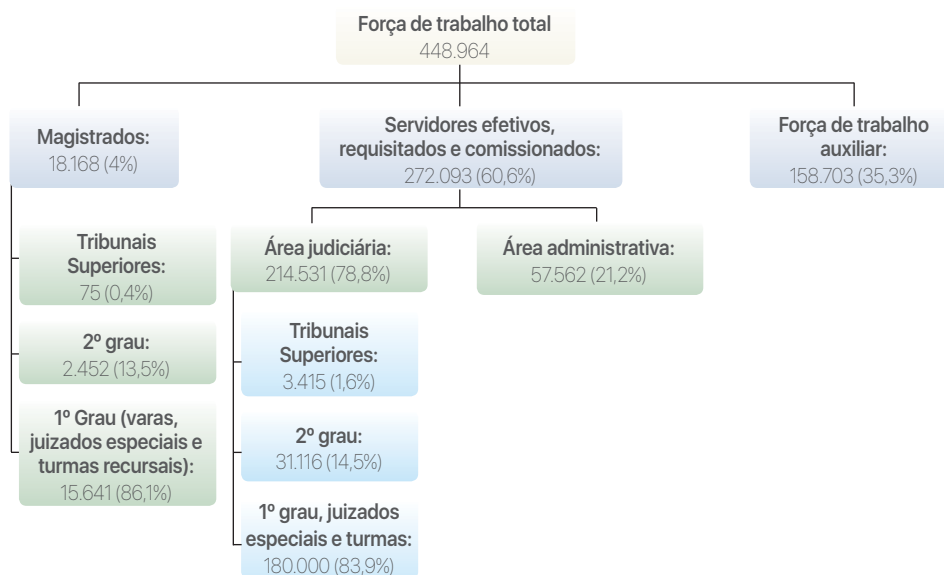 Força de trabalho total
448.964
Magistrados:
18.168 (4%)
Servidores efetivos,
requisitados e comissionados:
272.093 (60,6%)
Força de trabalho
auxiliar:
158.703 (35,3%)
Tribunais
Superiores:
75 (0,4%)
2º grau:
2.452 (13,5%)
1º Grau (varas,
juizados especiais e
turmas recursais):
15.641 (86,1%)
Área judiciária:
214.531 (78,8%)
Tribunais
Superiores:
3.415 (1,6%)
2º grau:
31.116 (14,5%)
1º grau, juizados
especiais e turmas:
180.000 (83,9%)
Área administrativa:
57.562 (21,2%)